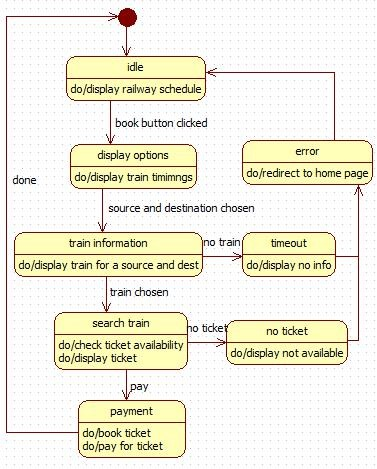 idle
do/display railway schedule
book button clicked
display options
do/display train timimngs
error
do/redirect to home page
done
source and destination chosen
train information
do/display train for a source and dest
no train
timeout
do/display no info
train chosen
search train
do/check ticket availability
do/display ticket
no ticket
no ticket
do/display not available
pay
payment
do/book ticket
do/pay for ticket